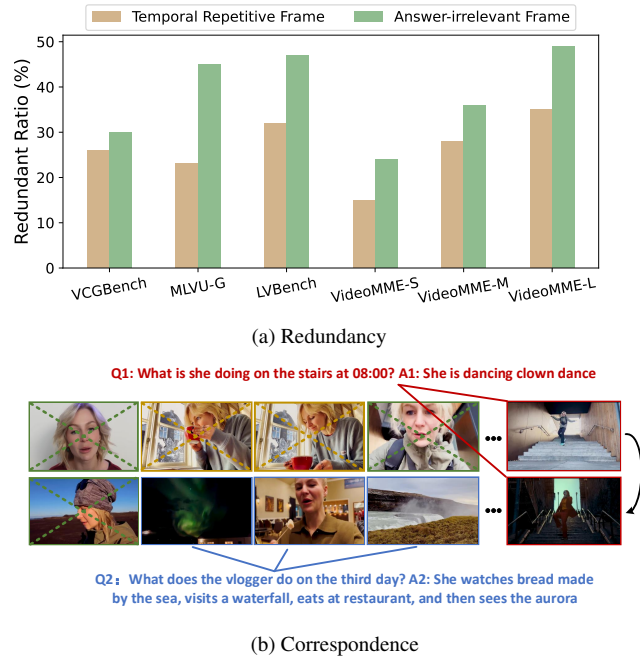 Temporal Repetitive Frame Answer-irrelevant Frame
Redundant Ratio (%)
50
40
30
20
10
0
VCGBench MLVU-G LVBench VideoMME-S VideoMME-M VideoMME-L
(a) Redundancy
Q1: What is she doing on the stairs at 08:00? A1: She is dancing clown dance
Q2: What does the vlogger do on the third day? A2: She watches bread made
by the sea, visits a waterfall, eats at restaurant, and then sees the aurora
(b) Correspondence